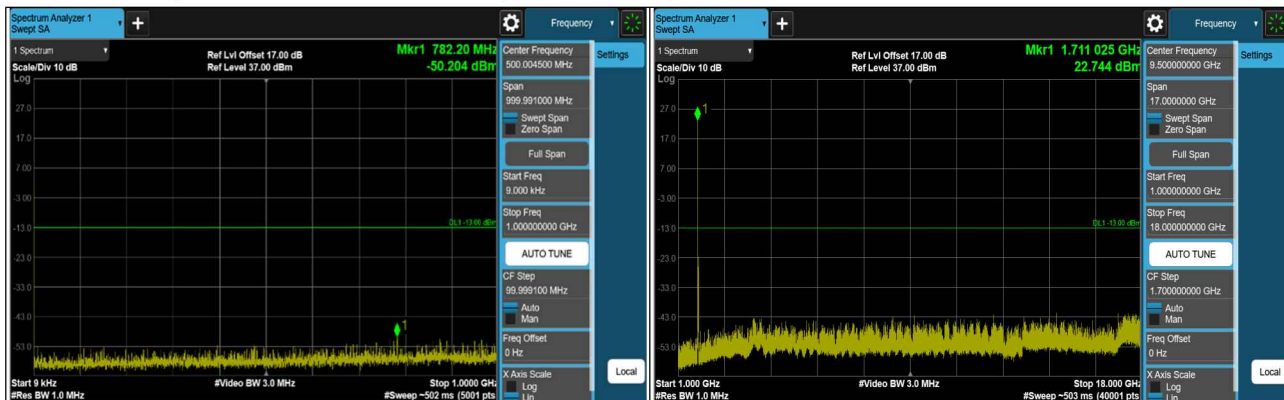 Spectrum Analyzer 1
Swept SA
+
Frequency
1 Spectrum
Scale/Div 10 dB
Log
Ref Lvl Offset 17.00 dB
Ref Level 37.00 dBm
Mkr1 782.20 MHz
-50.204 dBm
27.0
17.0
7.00
-3.00
-13.0
-23.0
-33.0
-43.0
-53.0
DL1 -13.00 dBm
1
Start 9 kHz
#Res BW 1.0 MHz
#Video BW 3.0 MHz
Stop 1.0000 GHz
#Sweep ~502 ms (5001 pts
Center Frequency
500.004500 MHz
Span
999.991000 MHz
Swept Span
Zero Span
Full Span
Start Freq
9.000 kHz
Stop Freq
1.000000000 GHz
AUTO TUNE
CF Step
99.999100 MHz
Auto
Man
Freq Offset
0 Hz
X Axis Scale
Log
Lin
Settings
Local
Spectrum Analyzer 1
Swept SA
+
Frequency
1 Spectrum
Scale/Div 10 dB
Log
Ref Lvl Offset 17.00 dB
Ref Level 37.00 dBm
Mkr1 1.711 025 GHz
22.744 dBm
27.0
17.0
7.00
-3.00
-13.0
-23.0
-33.0
-43.0
-53.0
DL1 -13.00 dBm
1
Start 1.000 GHz
#Res BW 1.0 MHz
#Video BW 3.0 MHz
Stop 18.000 GHz
#Sweep ~503 ms (40001 pts
Center Frequency
9.50000000 GHz
Span
17.0000000 GHz
Swept Span
Zero Span
Full Span
Start Freq
1.000000000 GHz
Stop Freq
18.00000000 GHz
AUTO TUNE
CF Step
1.700000000 GHz
Auto
Man
Freq Offset
0 Hz
X Axis Scale
Log
Lin
Settings
Local